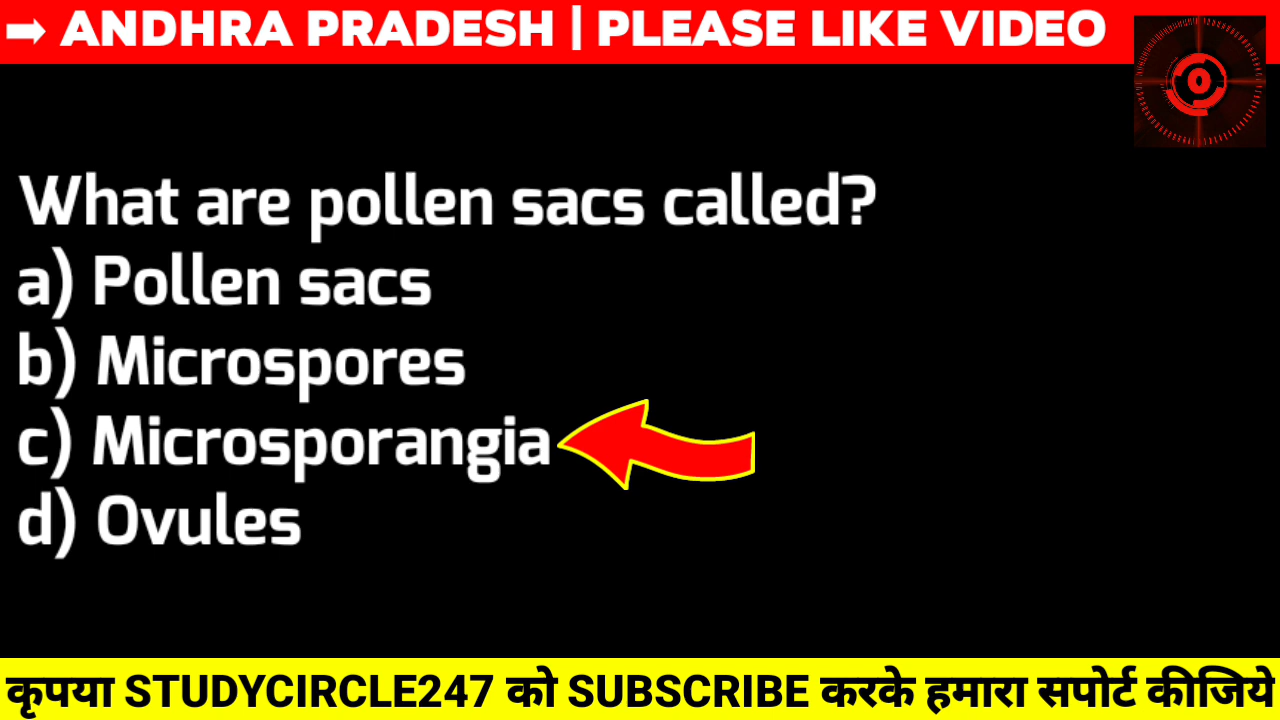 ➡ ANDHRA PRADESH | PLEASE LIKE VIDEO
What are pollen sacs called?
a) Pollen sacs
b) Microspores
c) Microsporangia
d) Ovules
कृपया STUDYCIRCLE247 को SUBSCRIBE करके हमारा सपोर्ट कीजिये